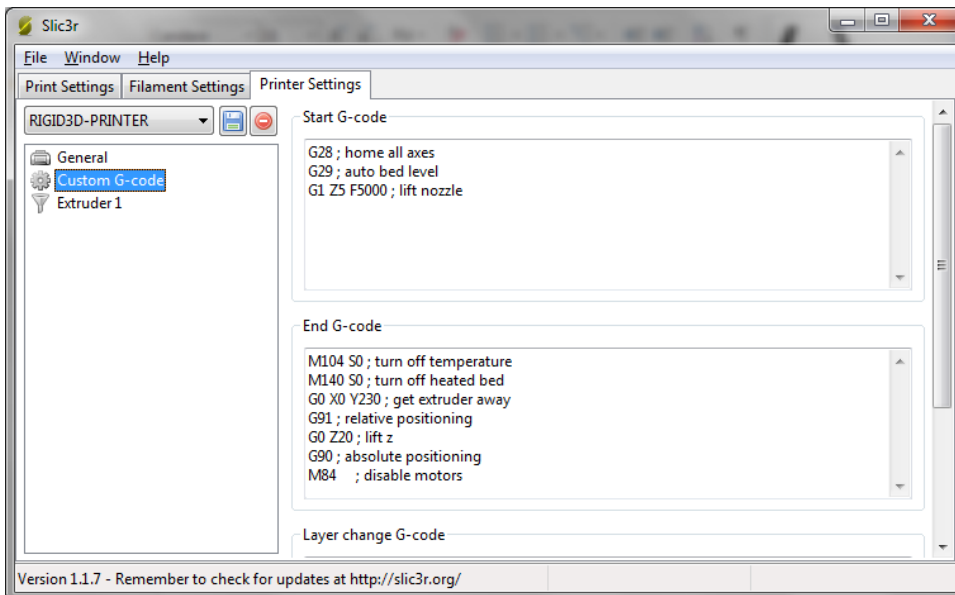 Slic3r
File Window Help
Print Settings Filament Settings Printer Settings
RIGID3D-PRINTER
General
Custom G-code
Extruder 1
Start G-code
G28 ; home all axes
G29 ; auto bed level
G1 Z5 F5000 ; lift nozzle
End G-code
M104 S0 ; turn off temperature
M140 S0 ; turn off heated bed
G0 X0 Y230 ; get extruder away
G91 ; relative positioning
G0 Z20 ; lift z
G90 ; absolute positioning
M84 ; disable motors
Layer change G-code
Version 1.1.7 - Remember to check for updates at http://slic3r.org/